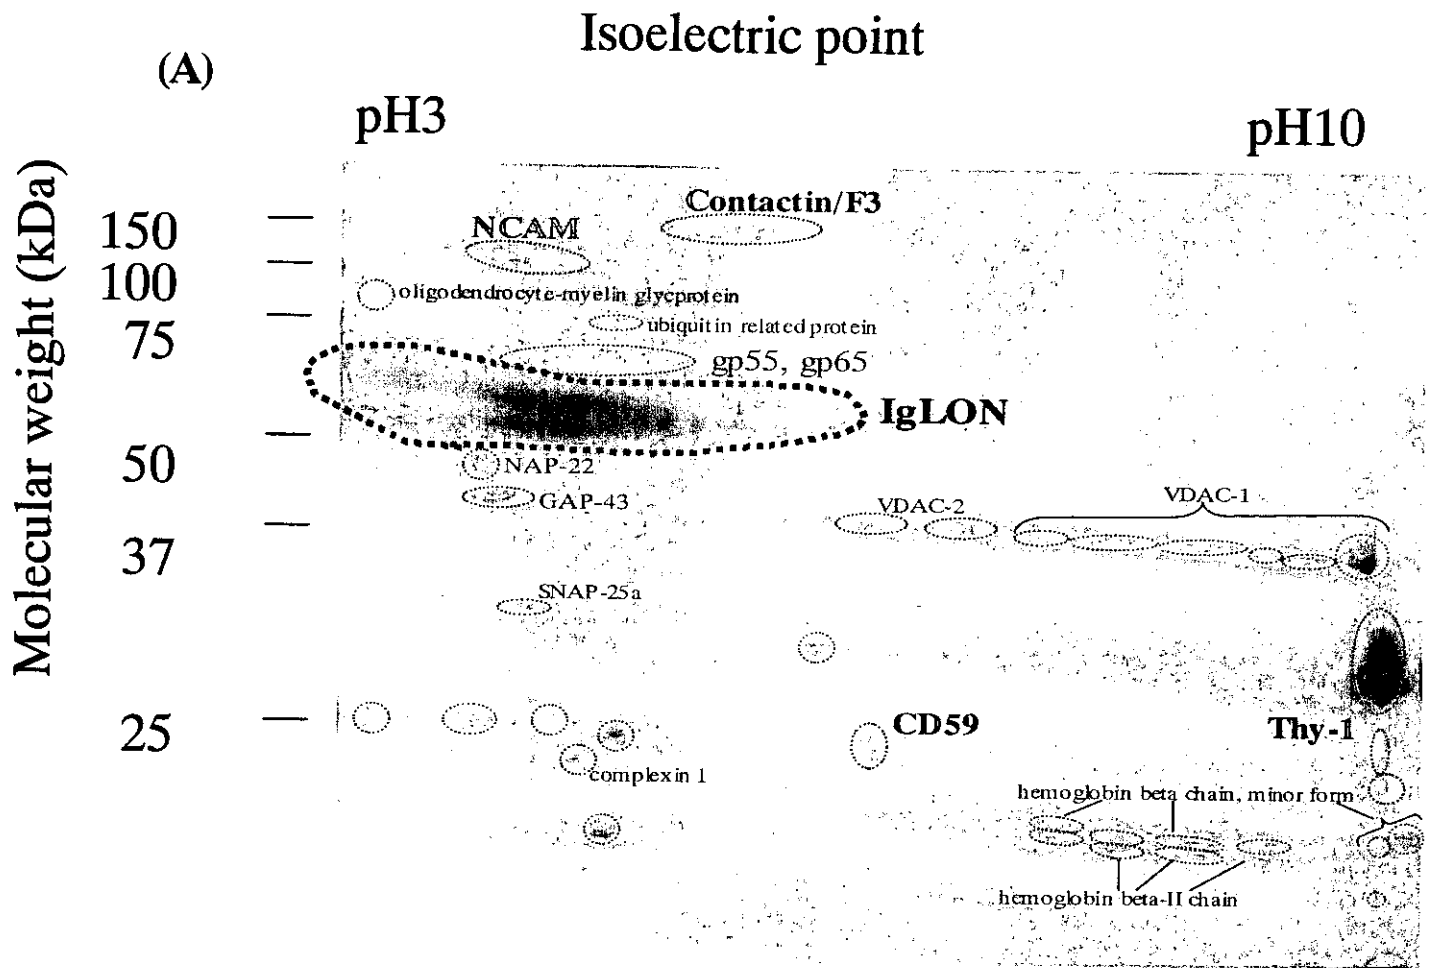 Isoelectric point
(A)
pH3
pH10
Molecular weight (kDa)
Contactin/F3
150
NCAM
100
oligodendrocyte-myelin glycprotein
75
ubiquitin related protein
gp55, gp65
IgLON
50
NAP-22
GAP-43
VDAC-2
VDAC-1
37
SNAP-25a
25
CD59
Thy-1
complexin 1
hemoglobin beta chain, minor form
hemoglobin beta-II chain